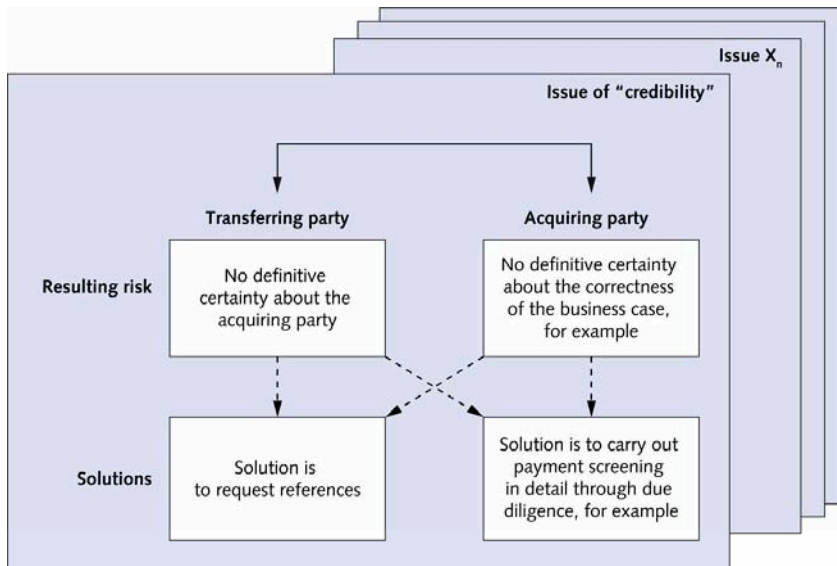 Issue Xn
Issue of “credibility”
Transferring party
Acquiring party
Resulting risk
No definitive
certainty about the
acquiring party
No definitive certainty
about the correctness
of the business case,
for example
Solutions
Solution is
to request references
Solution is to carry out
payment screening
in detail through due
diligence, for example